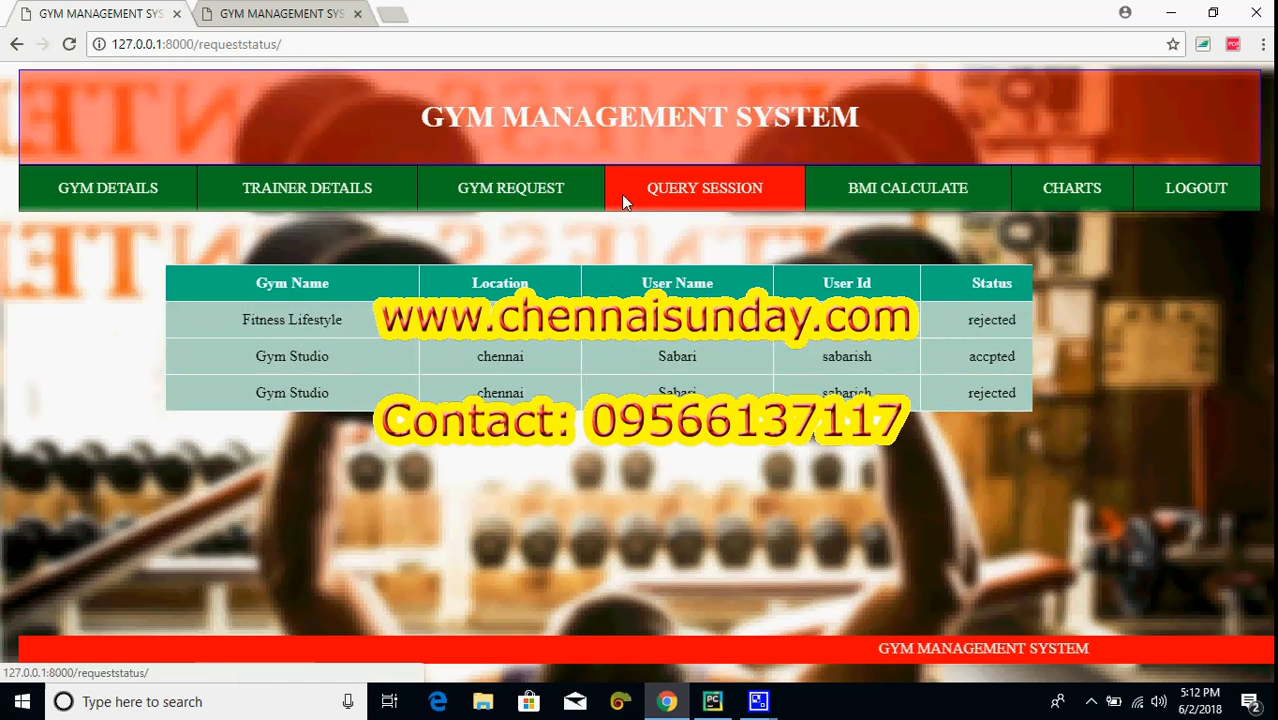 GYM MANAGEMENT SYS
GYM MANAGEMENT SYS
127.0.0.1:8000/requeststatus/
GYM MANAGEMENT SYSTEM
GYM DETAILS TRAINER DETAILS GYM REQUEST QUERY SESSION BMI CALCULATE CHARTS LOGOUT
Gym Name Location User Name User Id Status
Fitness Lifestyle rejected
www.chennaisunday.com
Gym Studio chennai Sabari sabarish accpted
Gym Studio chennai Sabari sabarish rejected
Contact: 09566137117
GYM MANAGEMENT SYSTEM
127.0.0.1:8000/requeststatus/
Type here to search
5:12 PM
6/2/2018
2